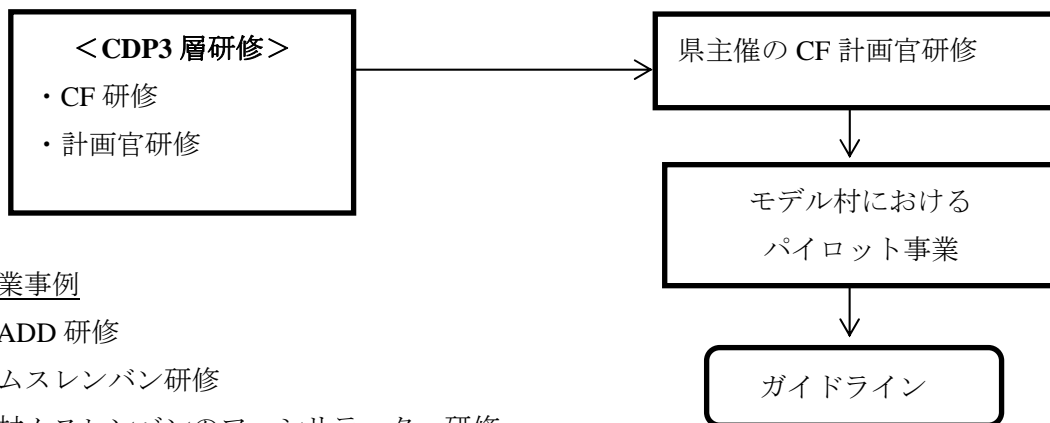 ＜CDP3 層研修＞
・CF 研修
・計画官研修
県主催の CF 計画官研修
モデル村における
パイロット事業
ガイドライン
業事例
ADD 研修
ムスレンバン研修